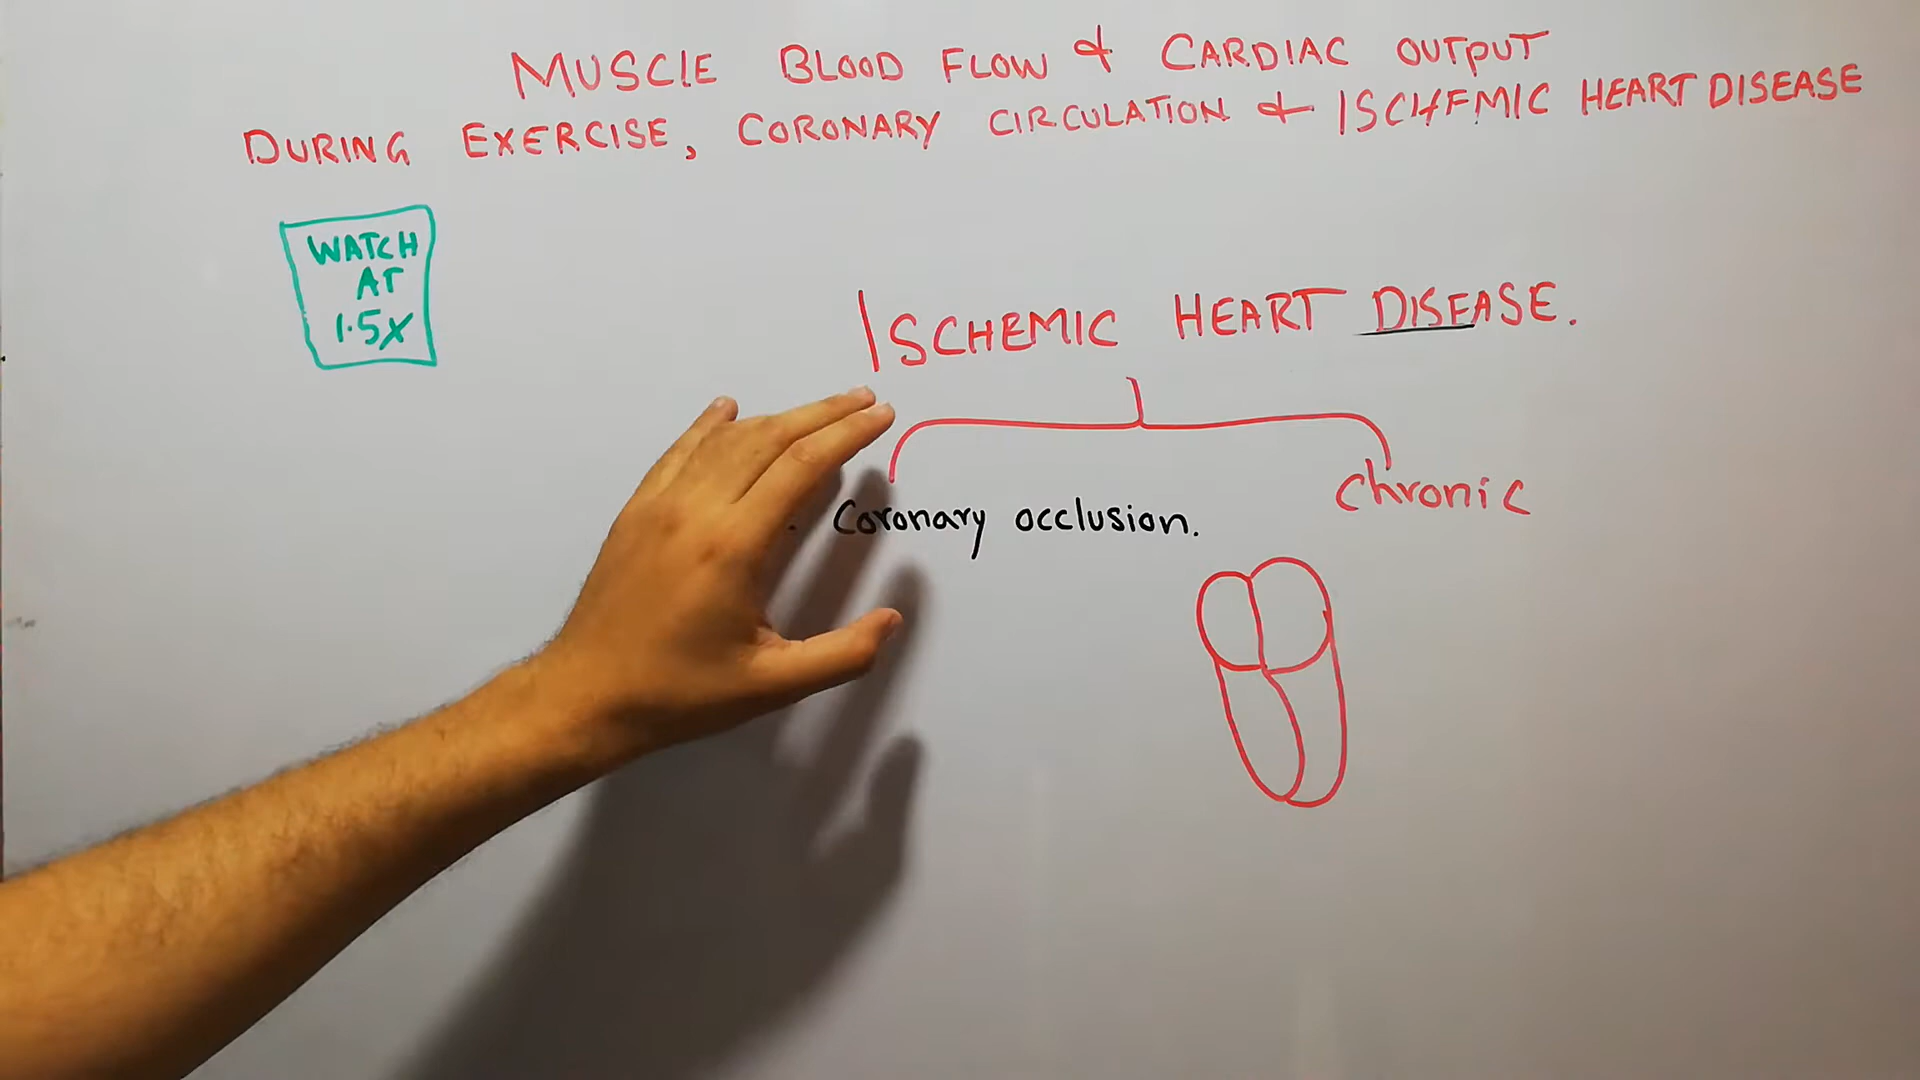 MUSCLE BLOOD FLOW & CARDIAC OUTPUT
DURING EXERCISE, CORONARY CIRCULATION & ISCHEMIC HEART DISEASE
WATCH
AT
1.5X
ISCHEMIC HEART DISEASE.
Chronic
Coronary occlusion.